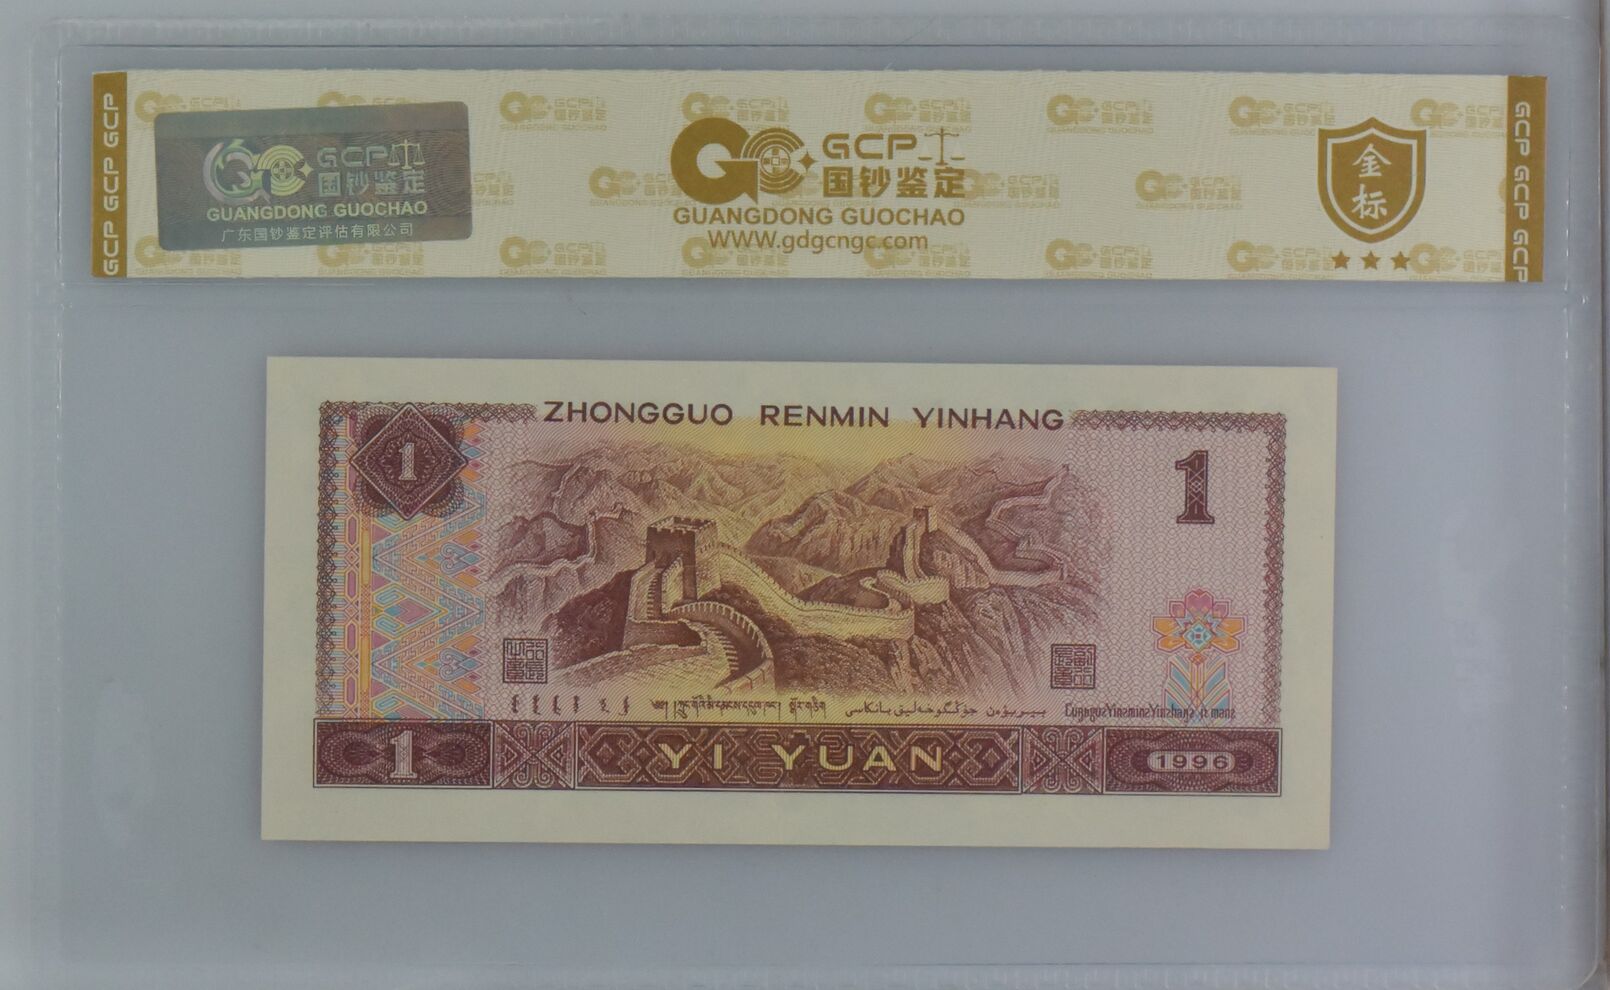 GCP GCP GCP
GCP
国钞鉴定
GUANGDONG GUOCHAO
广东国钞鉴定评估有限公司
GCP
国钞鉴定
GUANGDONG GUOCHAO
WWW.gdgcngc.com
金
标
GCP GCP GCP
ZHONGGUO RENMIN YINHANG
1
1
1
YI YUAN
1996